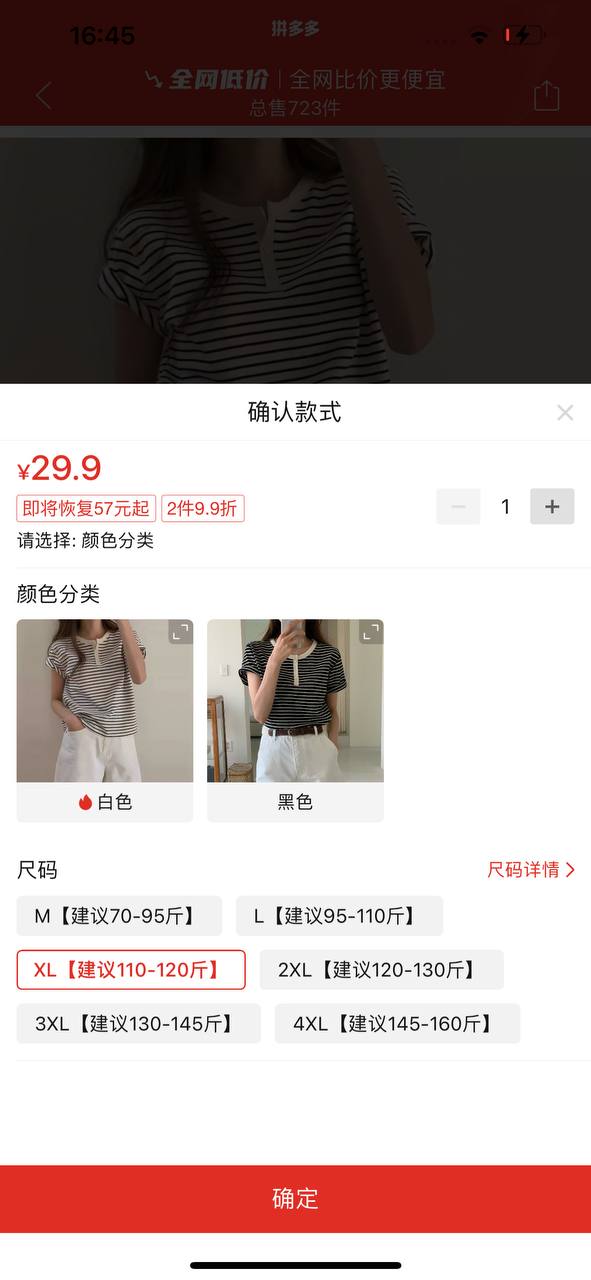 16:45
拼多多
全网低价 | 全网比价更便宜
总售723件
确认款式
¥29.9
即将恢复57元起 2件9.9折
1
请选择: 颜色分类
颜色分类
白色 黑色
尺码 尺码详情
M【建议70-95斤】 L【建议95-110斤】
XL【建议110-120斤】 2XL【建议120-130斤】
3XL【建议130-145斤】 4XL【建议145-160斤】
确定